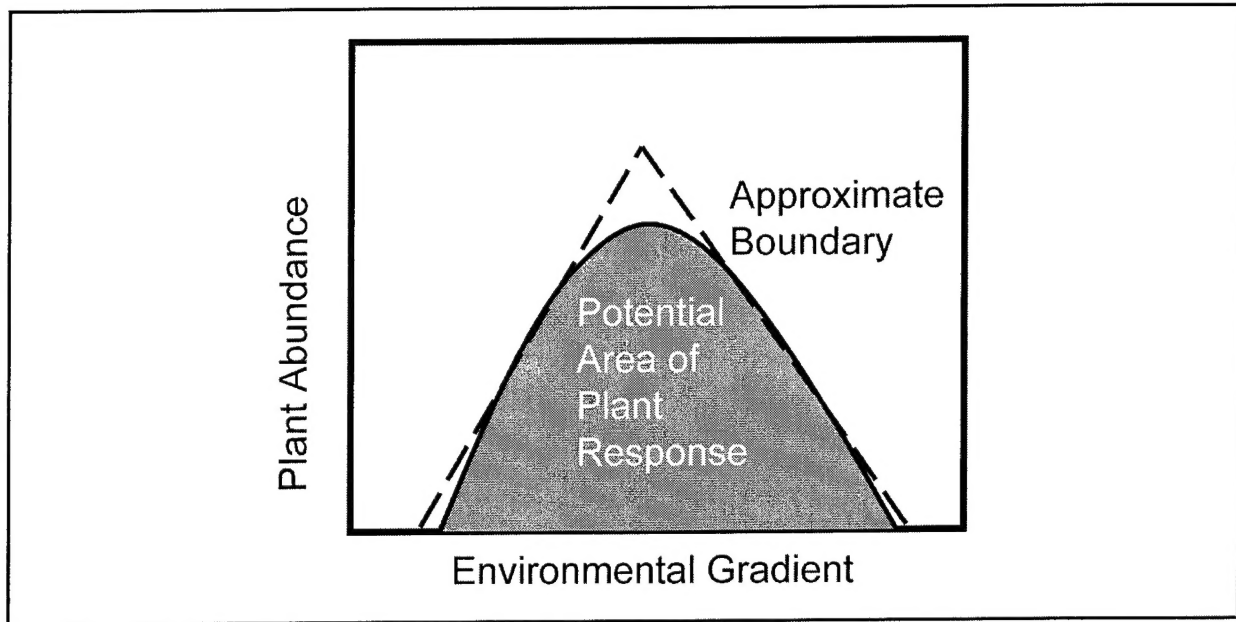 Plant Abundance
Approximate
Boundary
Potential
Area of
Plant
Response
Environmental Gradient